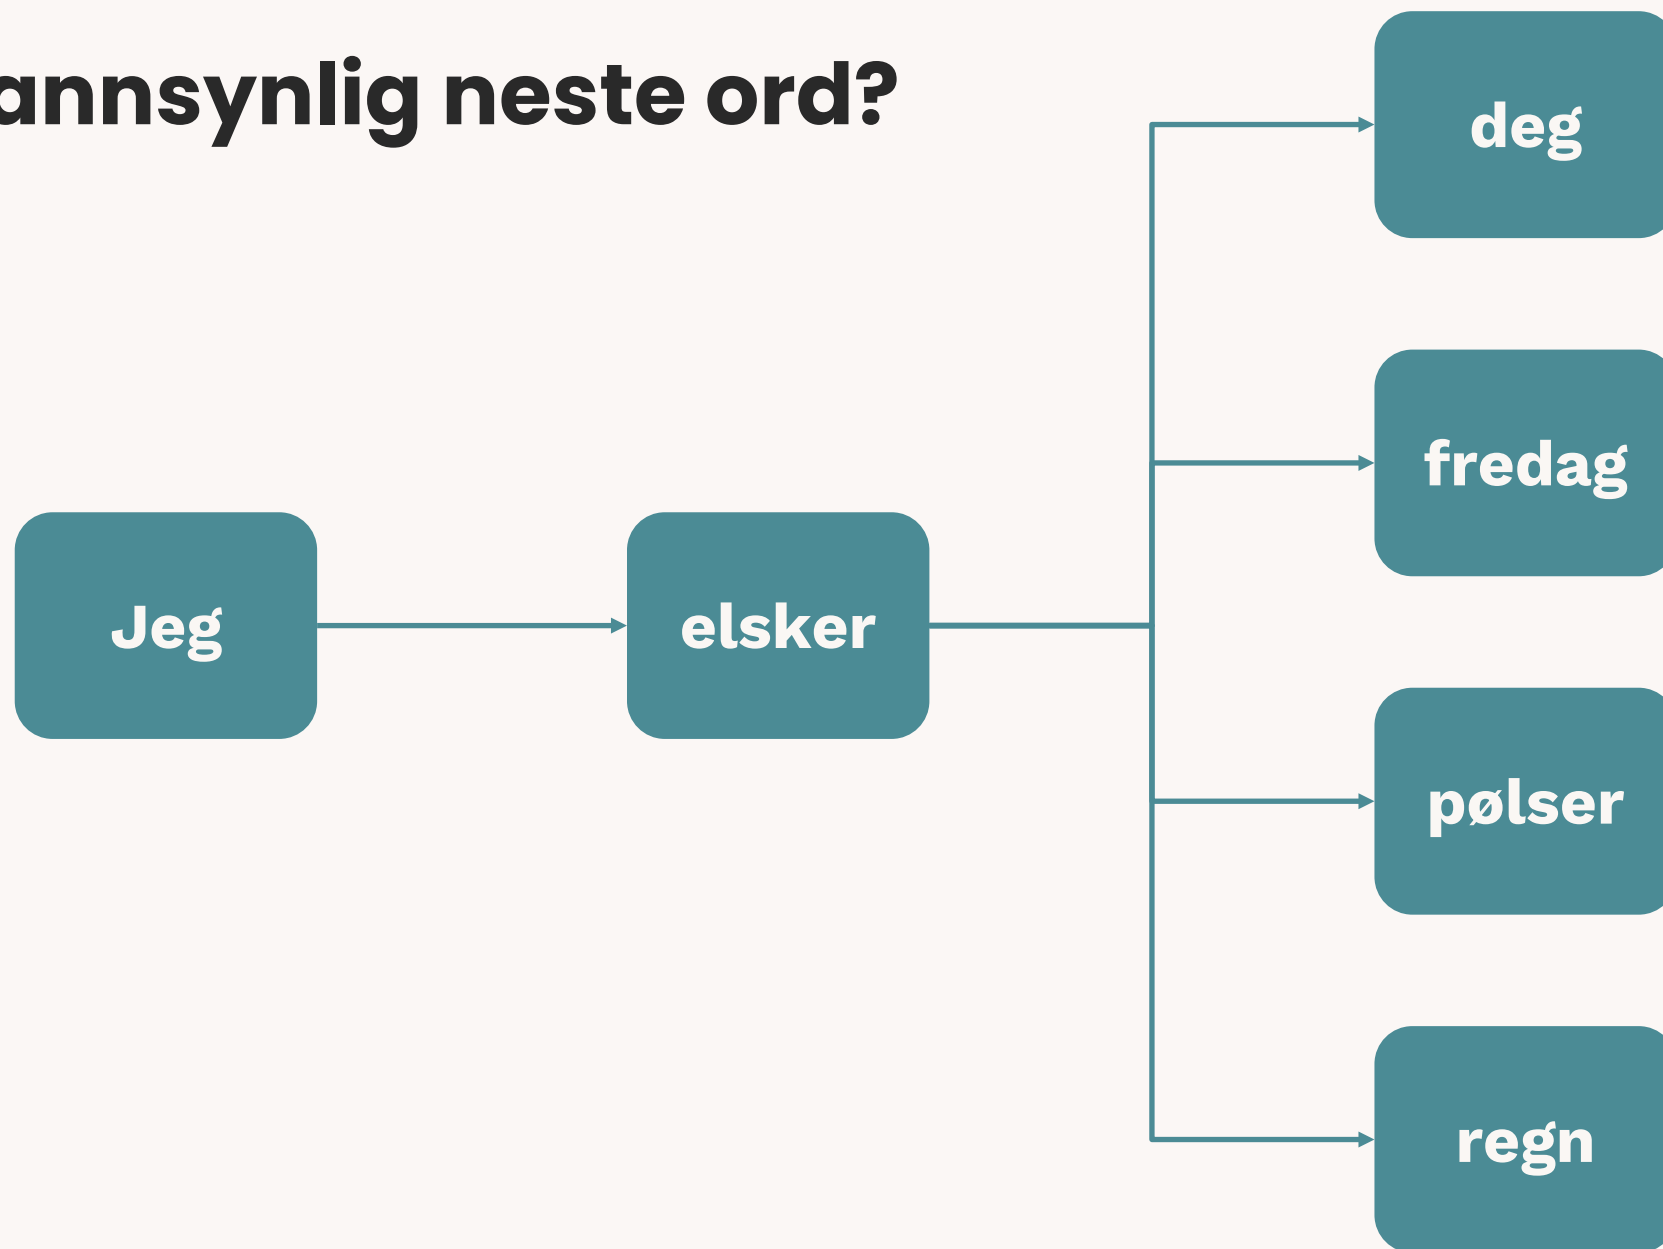 annsynlig neste ord?
Jeg
elsker
deg
fredag
pølser
regn